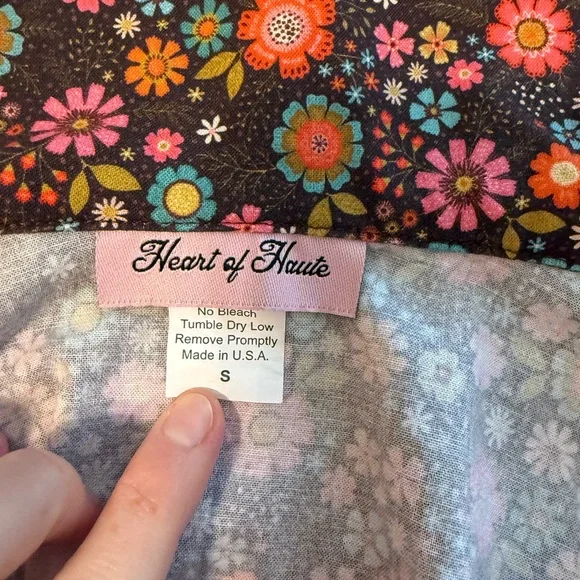 Heart of Haute
No Bleach
Tumble Dry Low
Remove Promptly
Made in U.S.A.
S